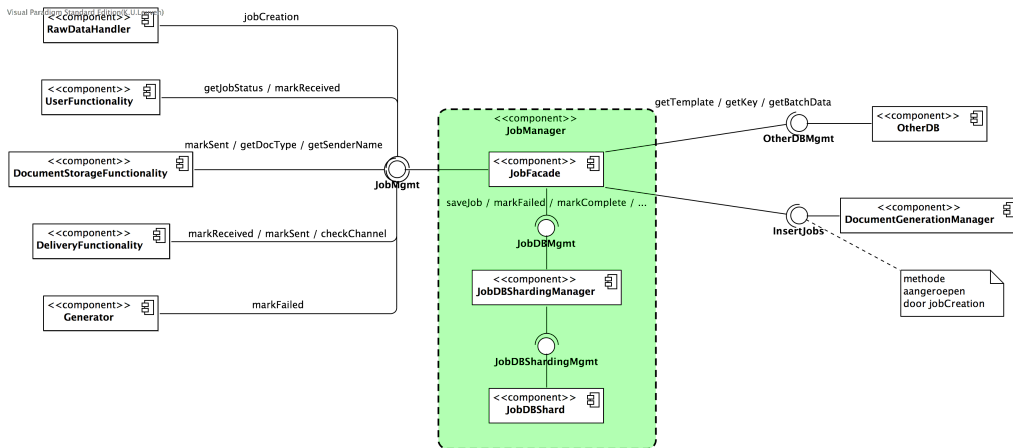 Visual Paradigm Standard Edition(K.U.Leuven)
<<component>>
RawDataHandler
jobCreation
<<component>>
UserFunctionality
getJobStatus / markReceived
<<component>>
DocumentStorageFunctionality
markSent / getDocType / getSenderName
JobMgmt
<<component>>
DeliveryFunctionality
markReceived / markSent / checkChannel
<<component>>
Generator
markFailed
<<component>>
JobManager
<<component>>
JobFacade
saveJob / markFailed / markComplete / ...
JobDBMgmt
<<component>>
JobDBShardingManager
JobDBShardingMgmt
<<component>>
JobDBShard
getTemplate / getKey / getBatchData
OtherDBMgmt
<<component>>
OtherDB
InsertJobs
<<component>>
DocumentGenerationManager
methode
aangeroepen
door jobCreation